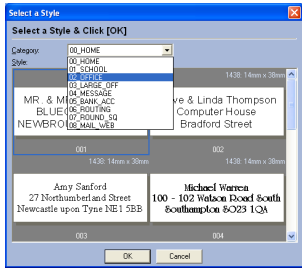 Select a Style
Select a Style & Click [OK]
Category:
00_HOME
Style:
00_HOME
01_SCHOOL
02_OFFICE
03_LARGE_OFF
04_MESSAGE
05_BANK_ACC
06_ROUTING
07_ROUND_SQ
08_MAIL_WEB
1438: 14mm x 38mm
MR. & M
BLUE
NEWBRO
e & Linda Thompson
Computer House
Bradford Street
001
002
1438: 14mm x 38mm
1438: 14mm x 38mm
Amy Sanford
27 Northumberland Street
Newcastle upon Tyne NE1 5BB
Michael Warren
100 - 102 Watson Road South
Southampton SO23 1QA
003
004
OK
Cancel